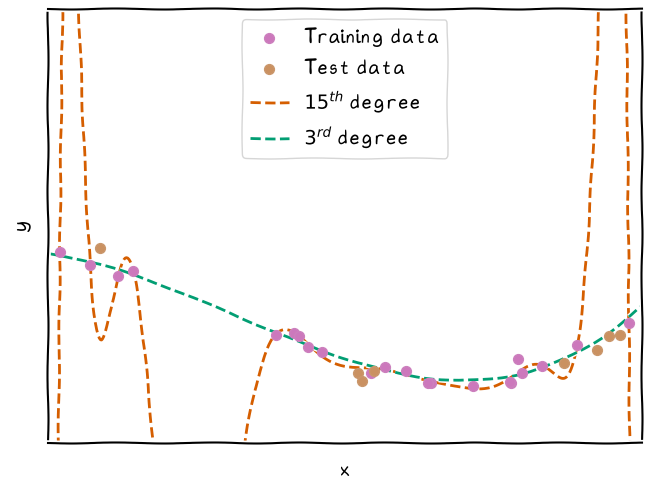 Training data
Test data
15th degree
3rd degree
y
x